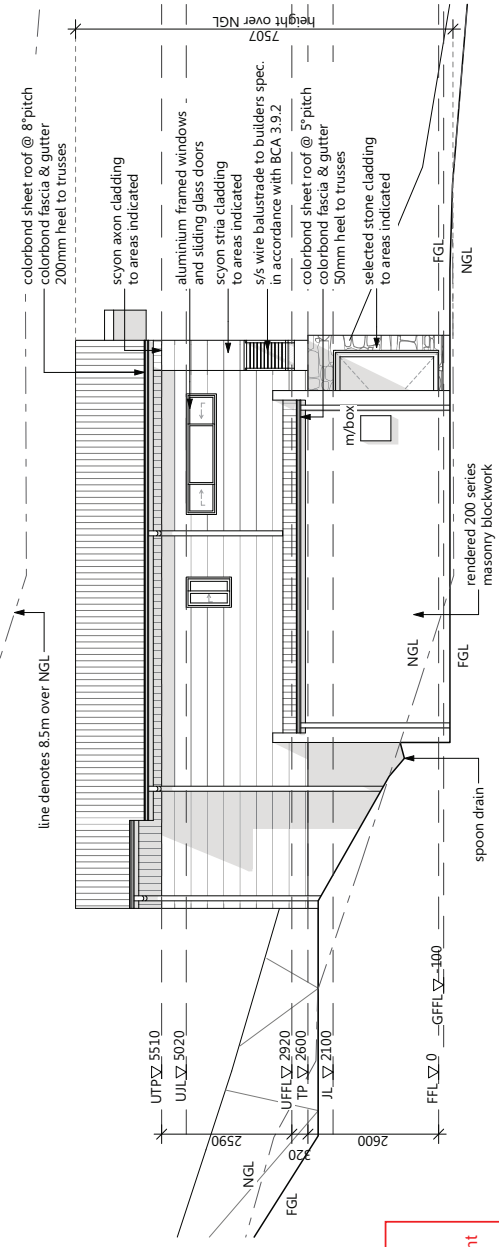 line denotes 8.5m over NGL
colorbond sheet roof @ 8°pitch
colorbond fascia & gutter
200mm heel to trusses
scyon axon cladding
to areas indicated
aluminium framed windows
and sliding glass doors
scyon stria cladding
to areas indicated
s/s wire balustrade to builders spec.
in accordance with BCA 3.9.2
colorbond sheet roof @ 5°pitch
colorbond fascia & gutter
50mm heel to trusses
selected stone cladding
to areas indicated
7507
height over NGL
UTP 5510
UJL 5020
UFFL 2920
TP 2600
JL 2100
FFL 0
GFFL -100
2590
320
2600
NGL
FGL
m/box
NGL
FGL
FGL
NGL
spoon drain
rendered 200 series
masonry blockwork
nt